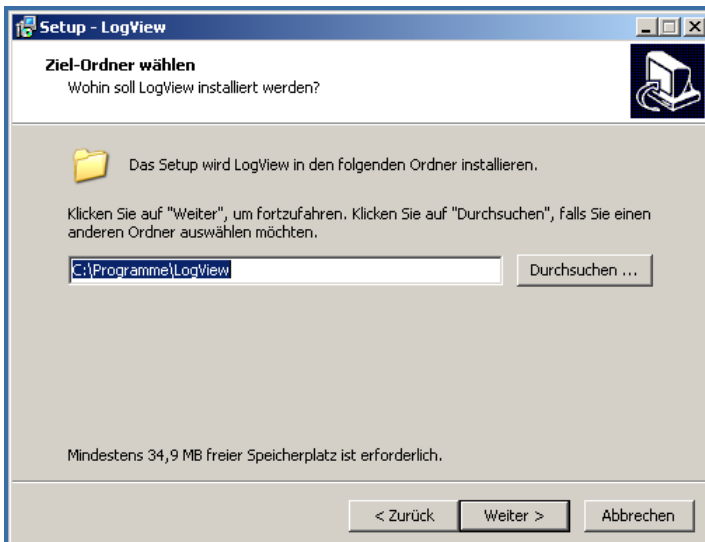 Setup - LogView
Ziel-Ordner wählen
Wohin soll LogView installiert werden?
Das Setup wird LogView in den folgenden Ordner installieren.
Klicken Sie auf "Weiter", um fortzufahren. Klicken Sie auf "Durchsuchen", falls Sie einen
anderen Ordner auswählen möchten.
C:\Programme\LogView
Durchsuchen ...
Mindestens 34,9 MB freier Speicherplatz ist erforderlich.
< Zurück
Weiter >
Abbrechen